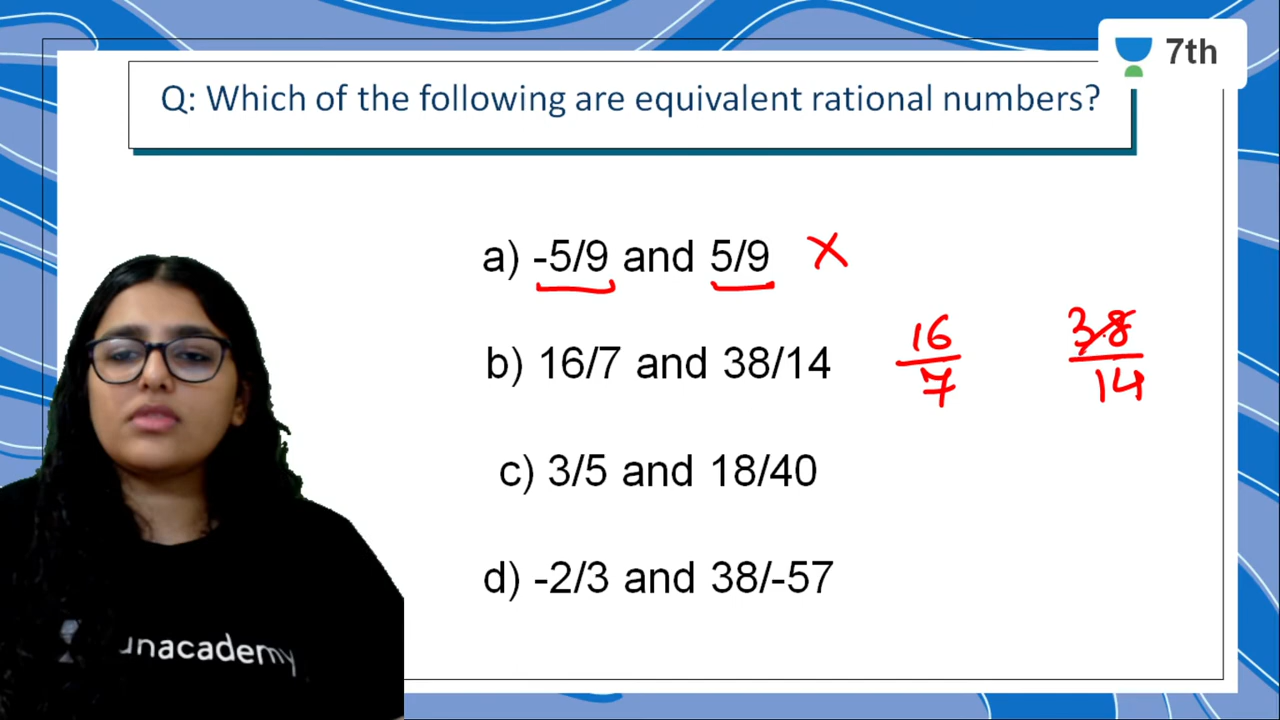 7th
Q: Which of the following are equivalent rational numbers?
a) -5/9 and 5/9 X
b) 16/7 and 38/14 16/7 38/14
c) 3/5 and 18/40
d) -2/3 and 38/-57
unacademy